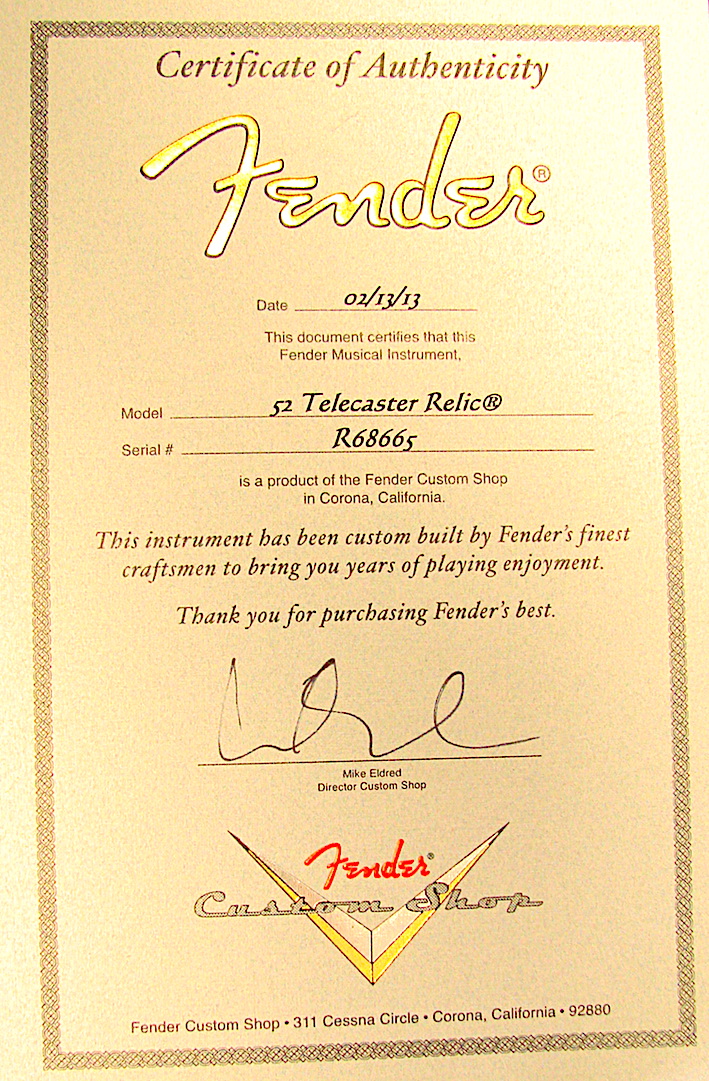 Certificate of Authenticity
Fender®
Date 02/13/13
This document certifies that this
Fender Musical Instrument,
Model 52 Telecaster Relic®
Serial # R68665
is a product of the Fender Custom Shop
in Corona, California.
This instrument has been custom built by Fender's finest
craftsmen to bring you years of playing enjoyment.
Thank you for purchasing Fender's best.
Mike Eldred
Director Custom Shop
Fender®
Custom Shop
Fender Custom Shop • 311 Cessna Circle • Corona, California • 92880